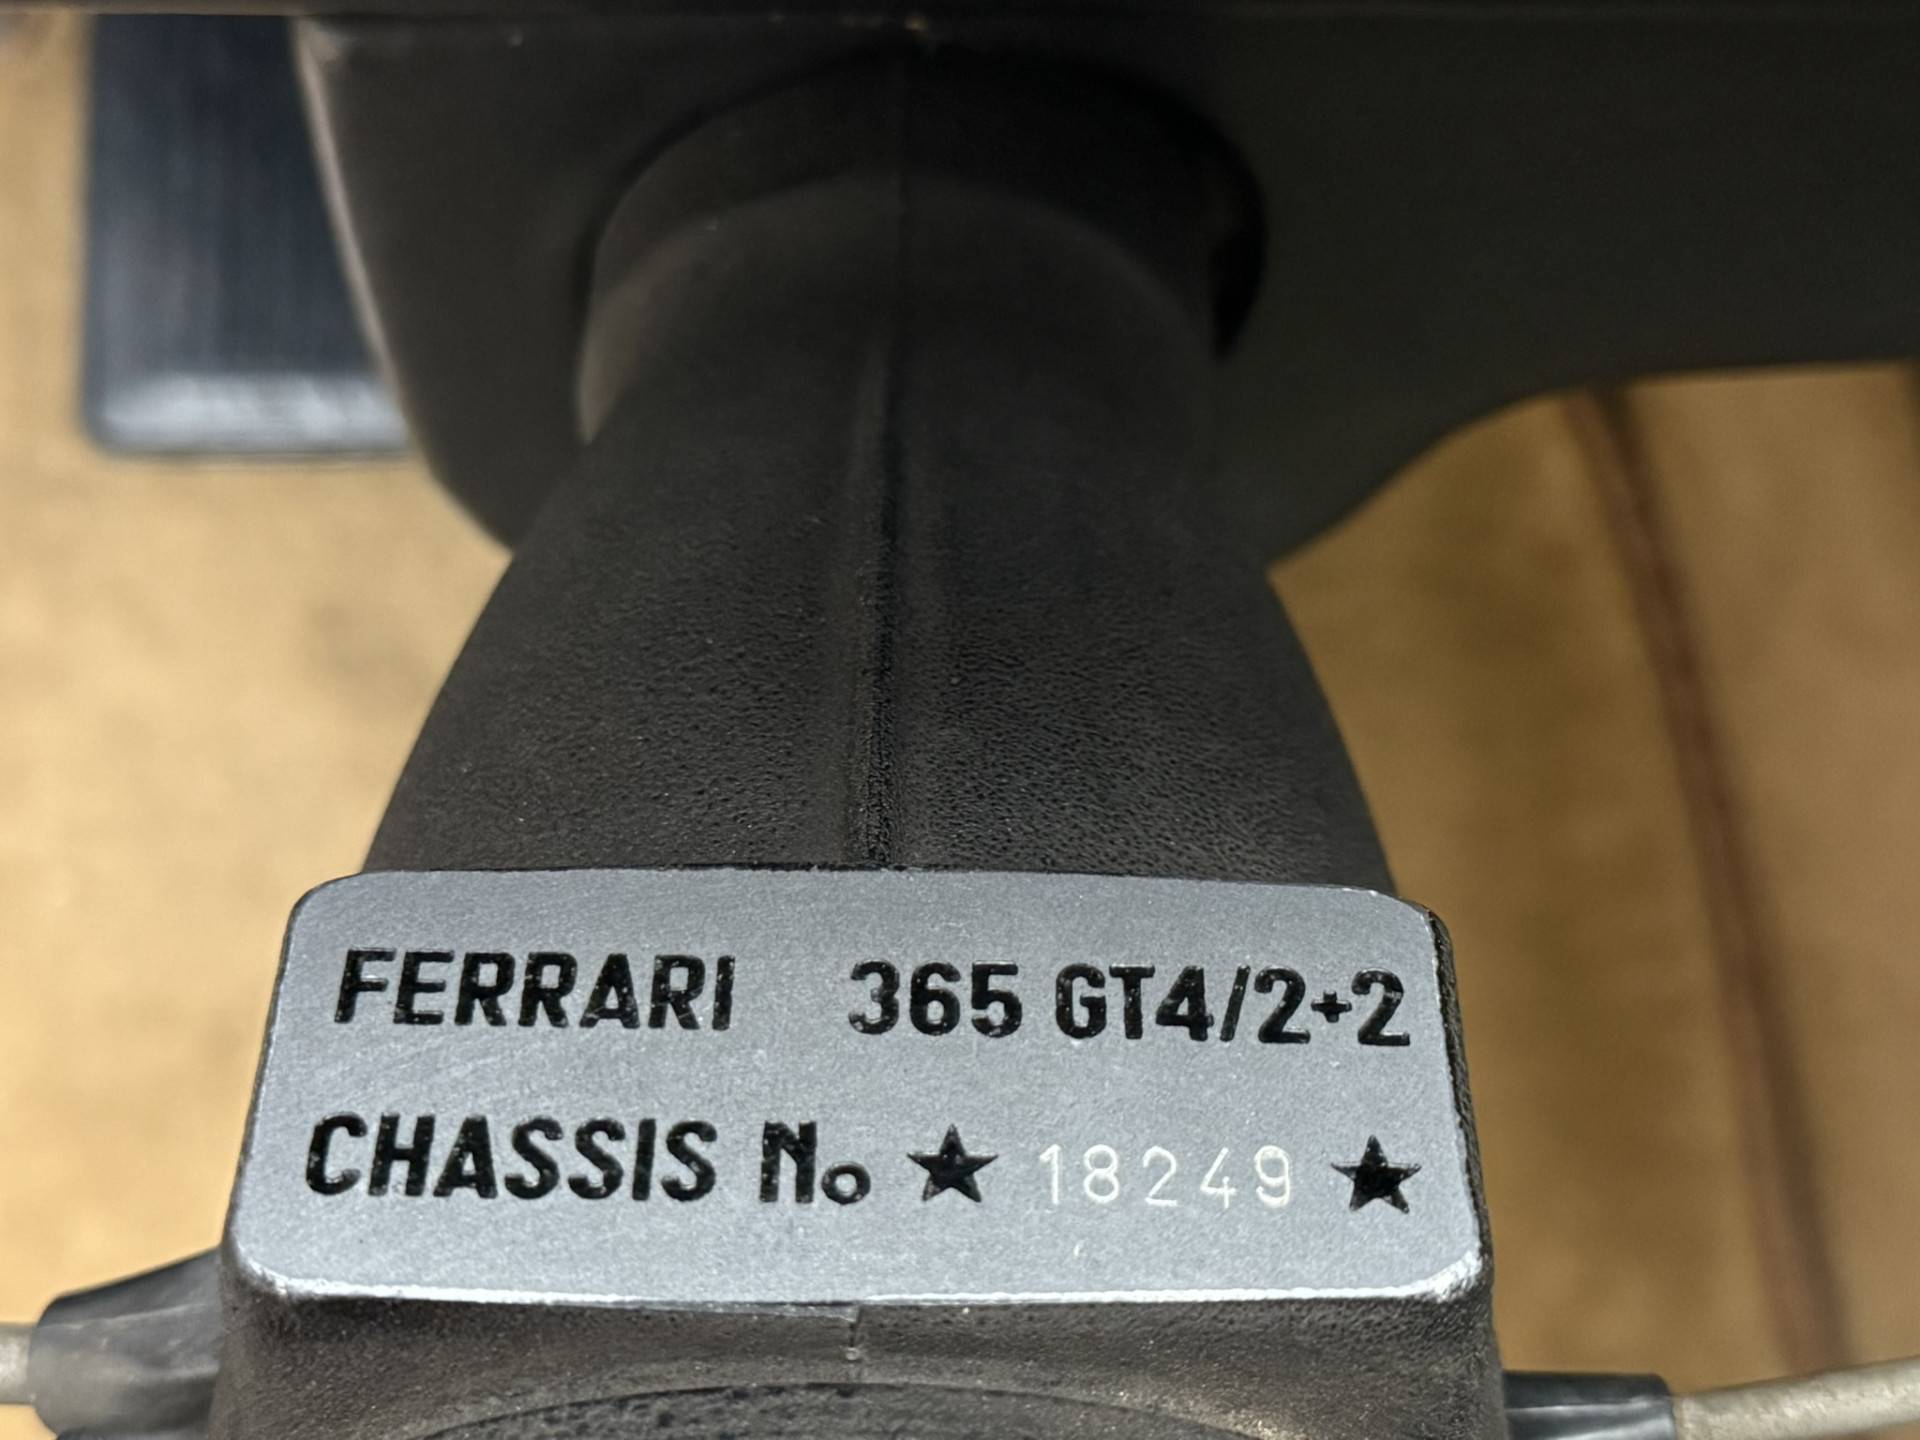 FERRARI 365 GT4/2+2
CHASSIS No ★ 18249 ★